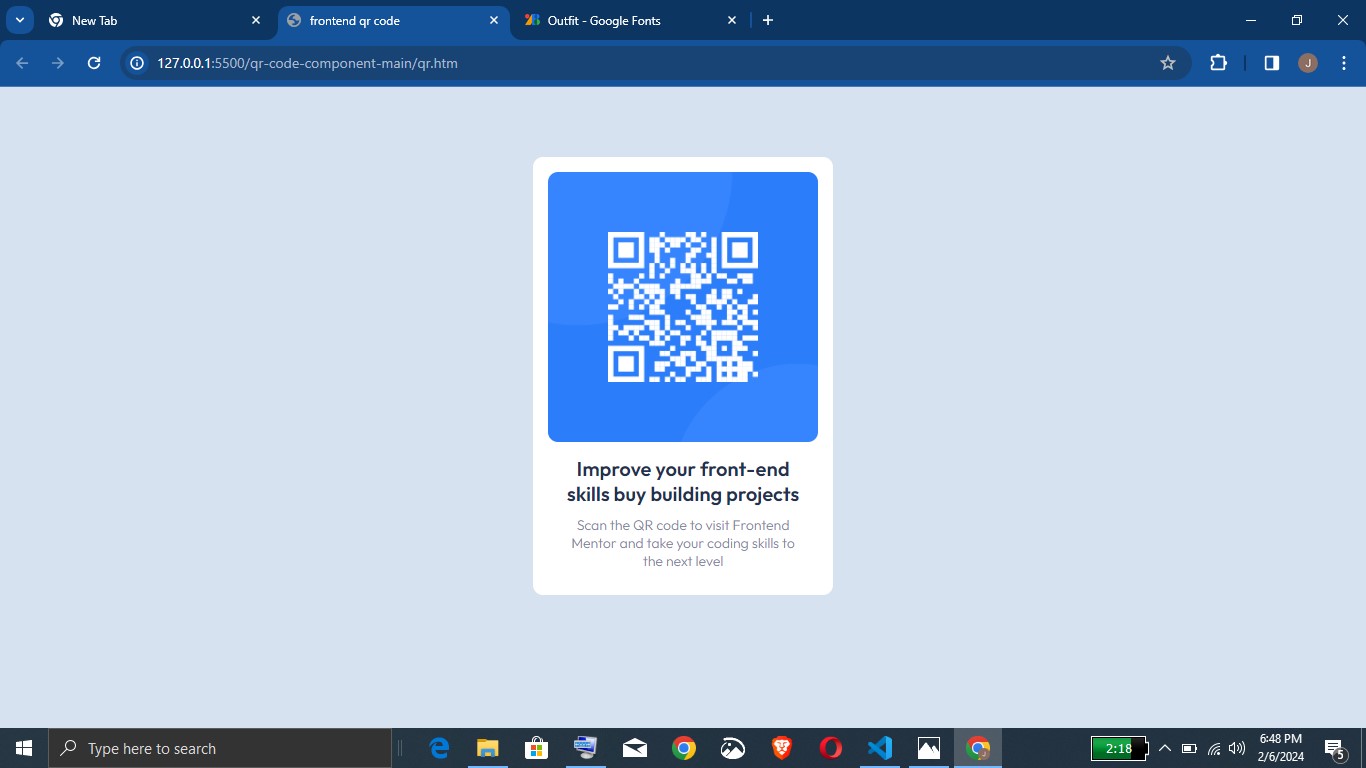 New Tab
frontend qr code
Outfit - Google Fonts
127.0.0.1:5500/qr-code-component-main/qr.htm
J
Improve your front-end
skills buy building projects
Scan the QR code to visit Frontend
Mentor and take your coding skills to
the next level
Type here to search
2:18
6:48 PM
2/6/2024
5